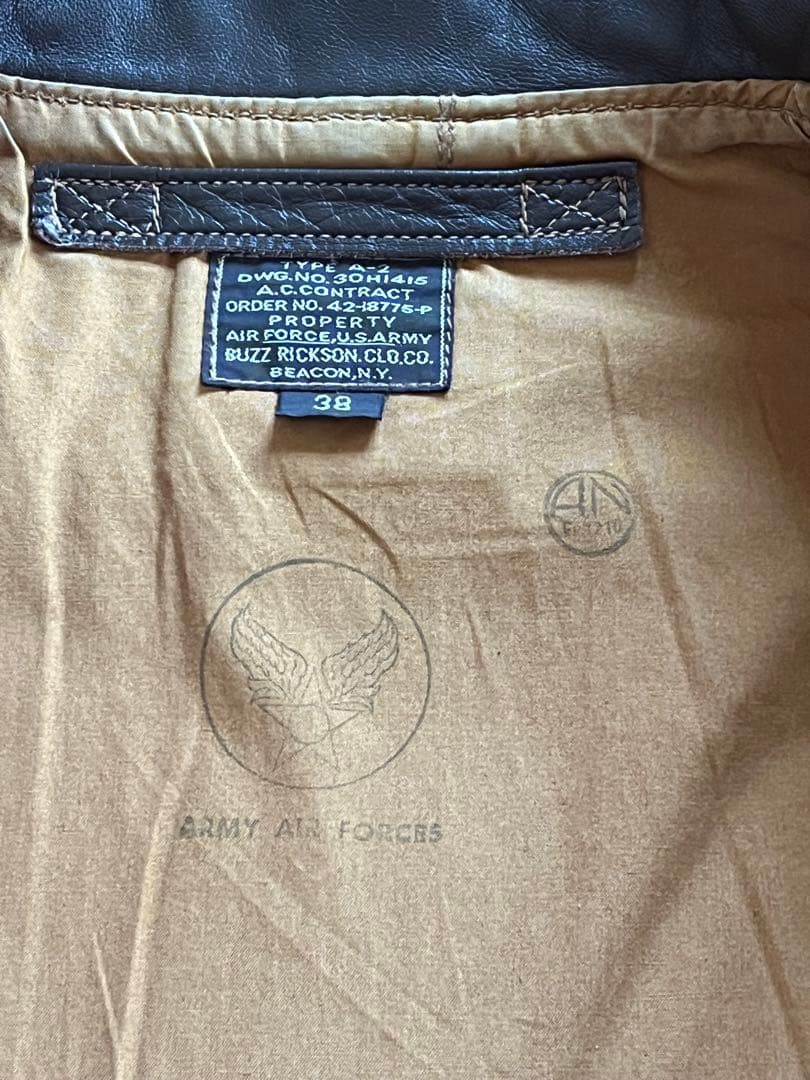 TYPE A-2
DWG.NO. 30H1415
A.C.CONTRACT
ORDER NO. 42-18775-P
PROPERTY
AIR FORCE,U.S.ARMY
BUZZ RICKSON.CLO.CO.
BEACON,N.Y.
38
AN
ARMY AIR FORCES